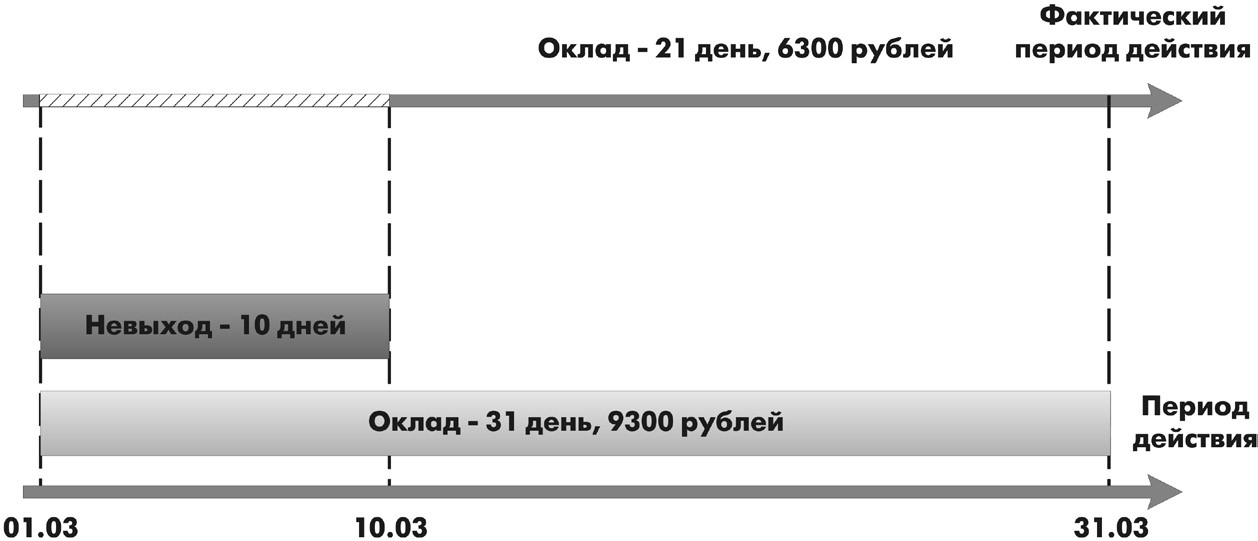 Фактический
период действия
Оклад - 21 день, 6300 рублей
Невыход - 10 дней
Оклад - 31 день, 9300 рублей
Период
действия
01.03
10.03
31.03